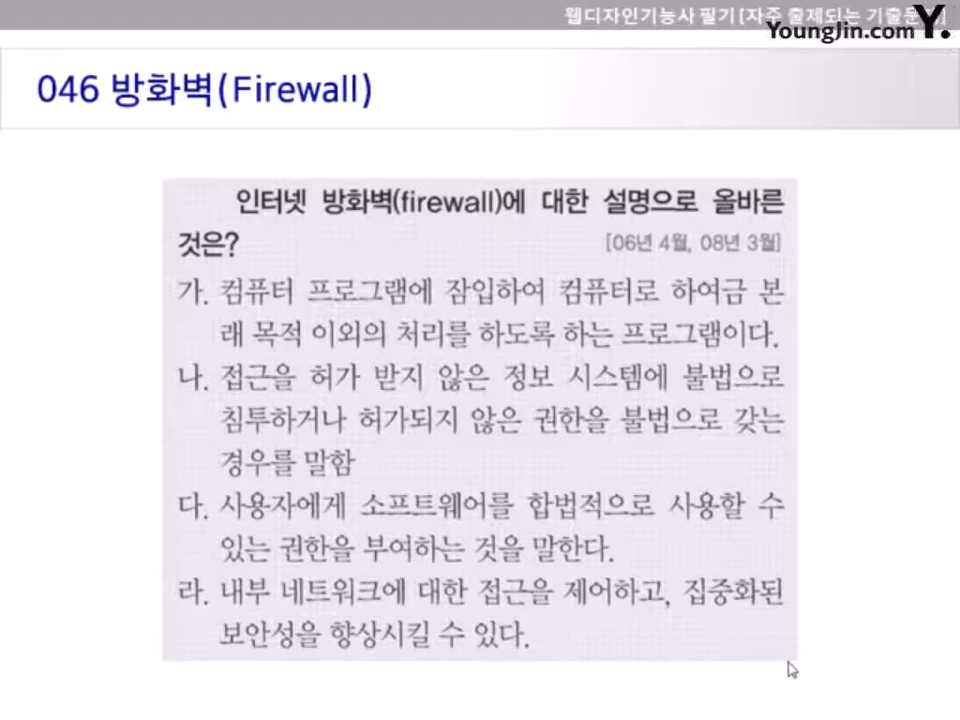 웹디자인기능사 필기[자주 출제되는 기출문제]
YoungJin.com Y.
046 방화벽(Firewall)
인터넷 방화벽(firewall)에 대한 설명으로 올바른
것은? [06년 4월, 08년 3월]
가. 컴퓨터 프로그램에 잠입하여 컴퓨터로 하여금 본
래 목적 이외의 처리를 하도록 하는 프로그램이다.
나. 접근을 허가 받지 않은 정보 시스템에 불법으로
침투하거나 허가되지 않은 권한을 불법으로 갖는
경우를 말함
다. 사용자에게 소프트웨어를 합법적으로 사용할 수
있는 권한을 부여하는 것을 말한다.
라. 내부 네트워크에 대한 접근을 제어하고, 집중화된
보안성을 향상시킬 수 있다.